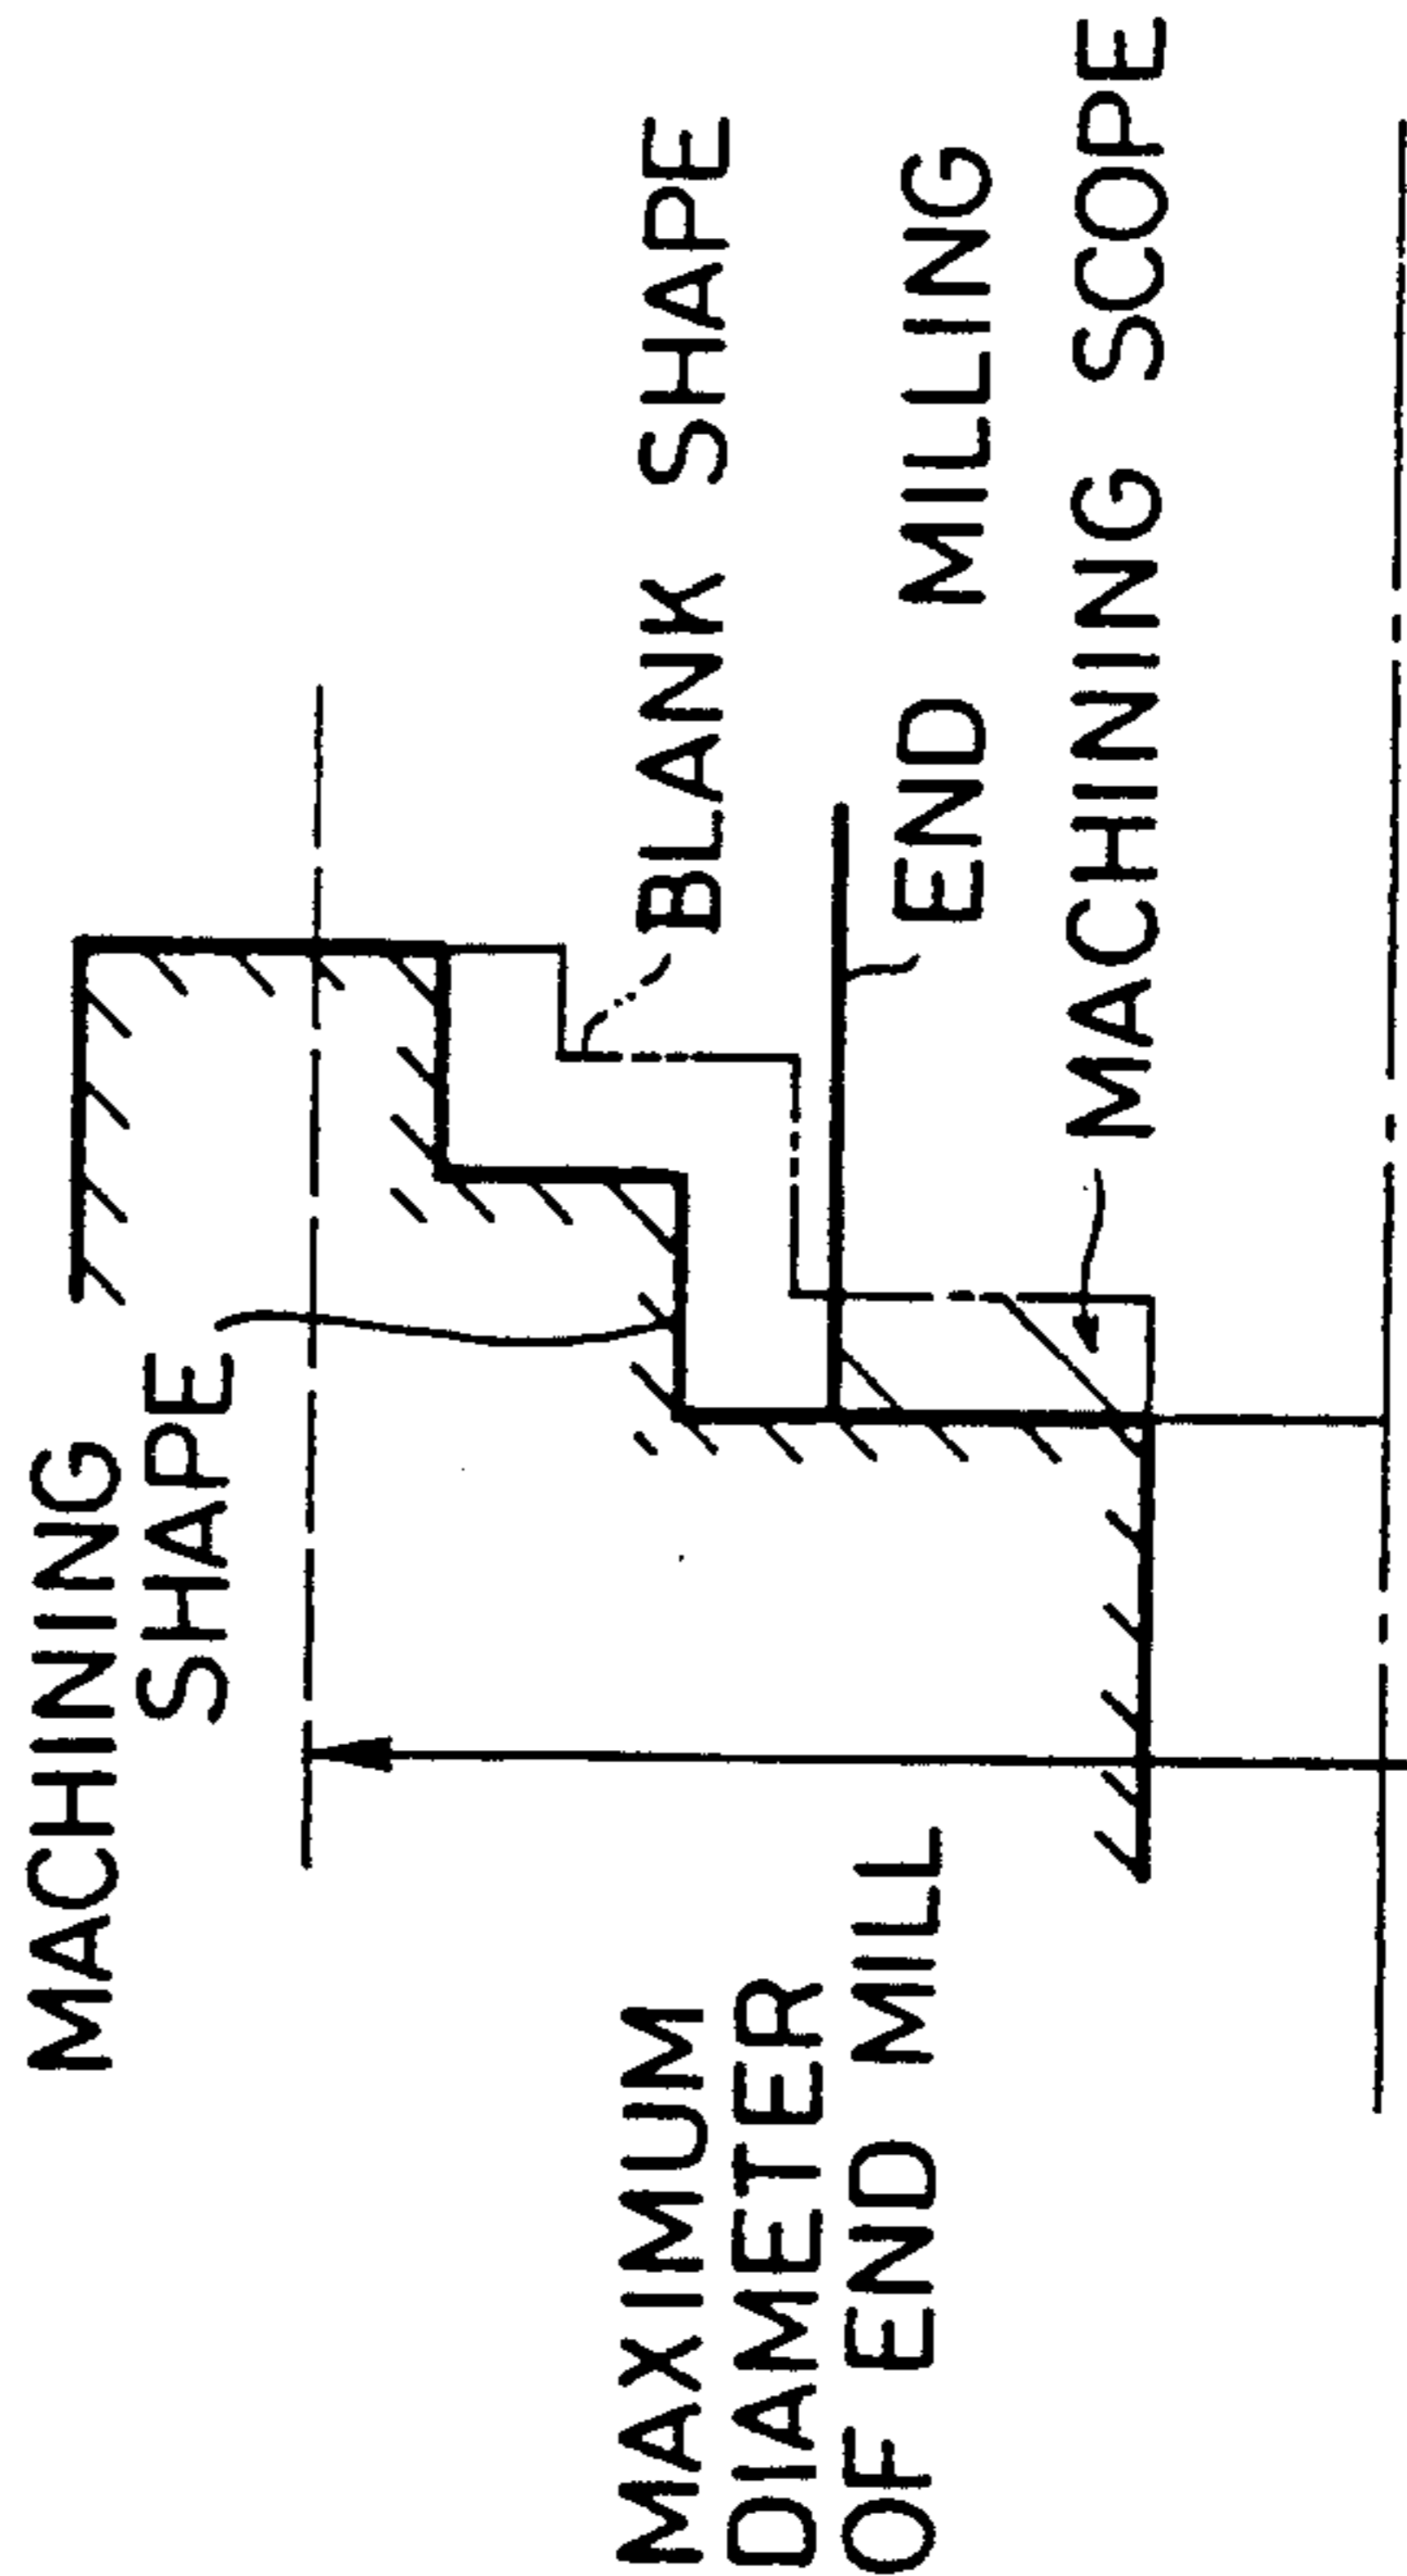 MACHINING
SHAPE
BLANK SHAPE
END MILLING
MACHINING SCOPE
MAXIMUM
DIAMETER
OF END MILL